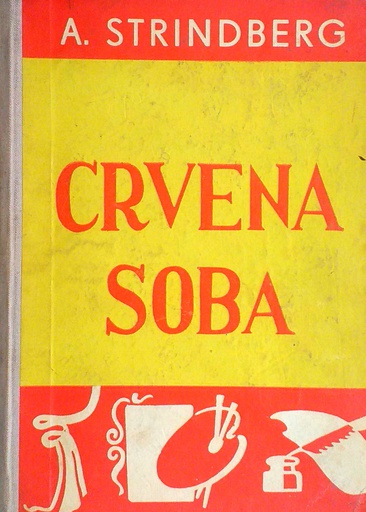 A. STRINDBERG
CRVENA
SOBA